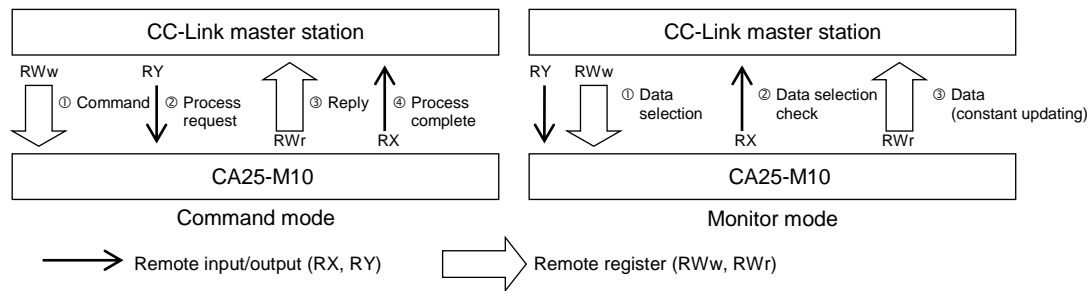 CC-Link master station
RWw
① Command
RY
② Process
request
③ Reply
RWr
④ Process
complete
RX
CA25-M10
Command mode
CC-Link master station
RY
RWw
① Data
selection
② Data selection
check
RX
③ Data
(constant updating)
RWr
CA25-M10
Monitor mode
Remote input/output (RX, RY)
Remote register (RWw, RWr)